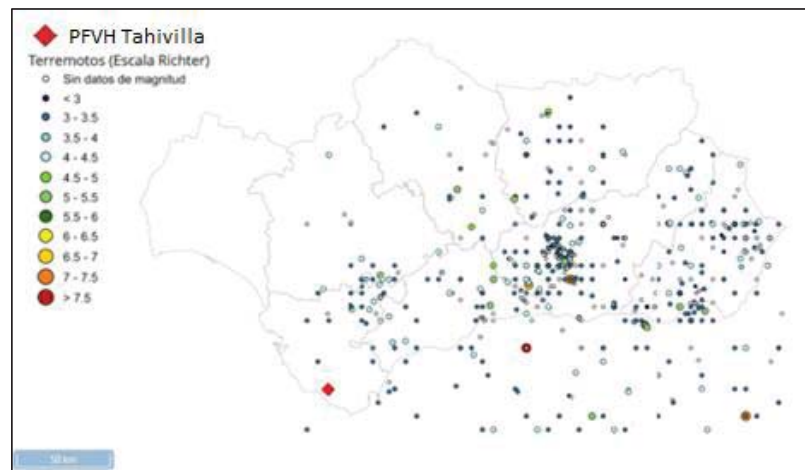 PFVH Tahivilla
Terremotos (Escala Richter)
Sin datos de magnitud
< 3
3 - 3.5
3.5 - 4
4 - 4.5
4.5 - 5
5 - 5.5
5.5 - 6
6 - 6.5
6.5 - 7
7 - 7.5
> 7.5
50 km